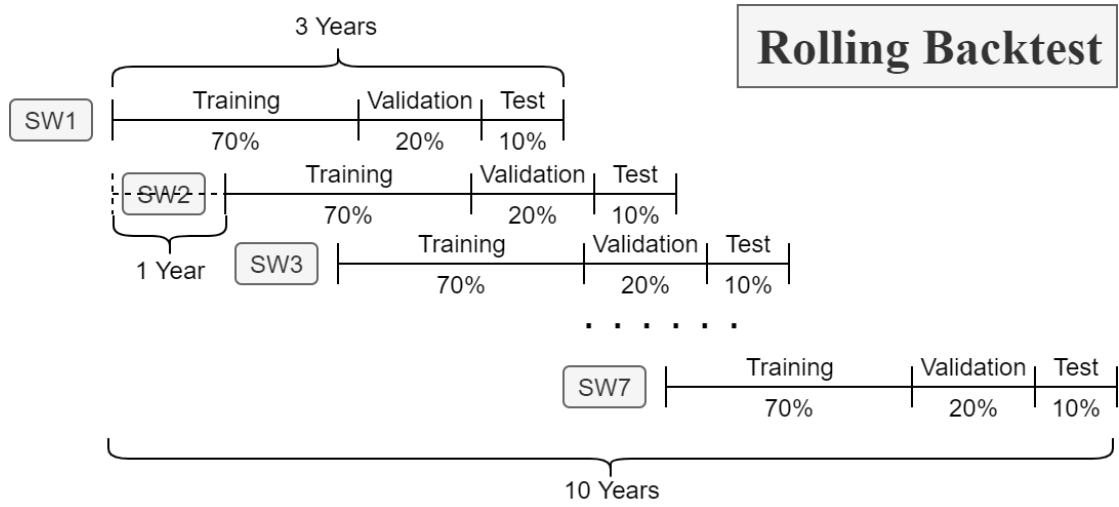 3 Years
Rolling Backtest
SW1
Training Validation Test
70% 20% 10%
SW2
Training Validation Test
70% 20% 10%
1 Year
SW3
Training Validation Test
70% 20% 10%
. . . . . .
SW7
Training Validation Test
70% 20% 10%
10 Years